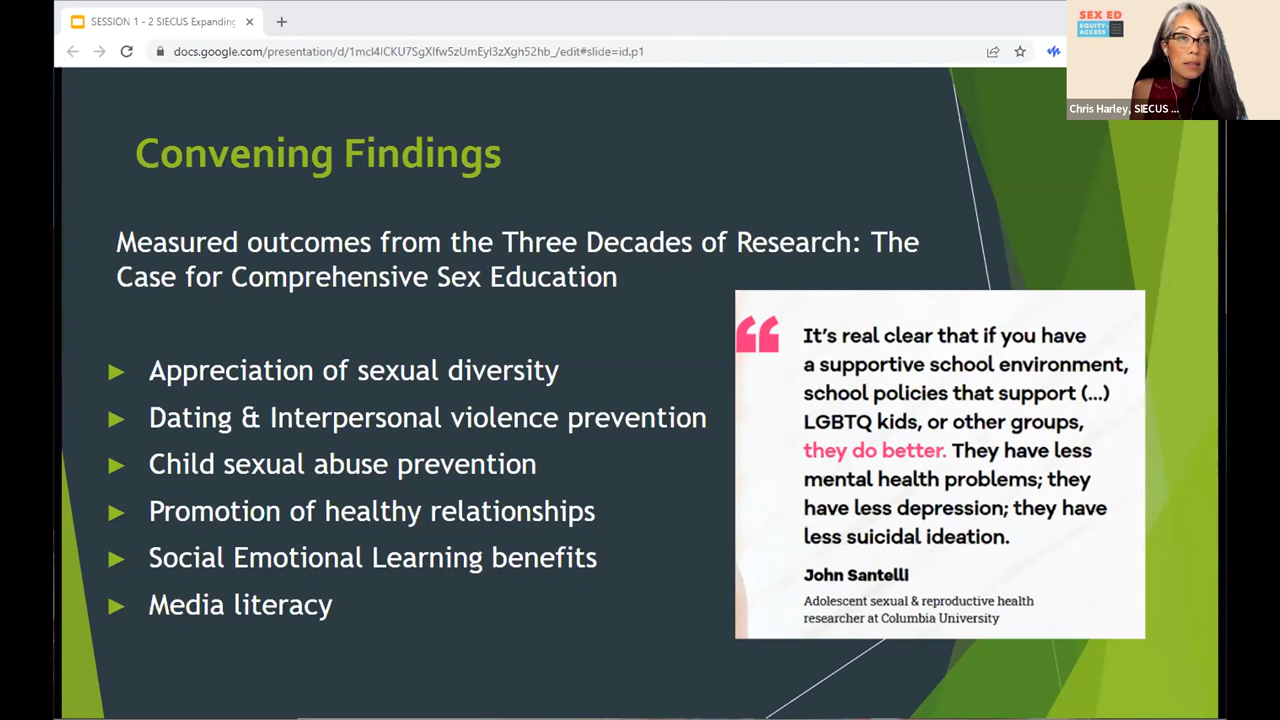 SESSION 1 - 2 SIECUS Expanding
docs.google.com/presentation/d/1mcl4lCKU7SgXlfw5zUmEyl3zXgh52hb_/edit#slide=id.p1
SEX ED
EQUITY-
ACCESS
Chris Harley, SIECUS ...
Convening Findings
Measured outcomes from the Three Decades of Research: The
Case for Comprehensive Sex Education
Appreciation of sexual diversity
Dating & Interpersonal violence prevention
Child sexual abuse prevention
Promotion of healthy relationships
Social Emotional Learning benefits
Media literacy
“
It’s real clear that if you have
a supportive school environment,
school policies that support (...)
LGBTQ kids, or other groups,
they do better. They have less
mental health problems; they
have less depression; they have
less suicidal ideation.
John Santelli
Adolescent sexual & reproductive health
researcher at Columbia University